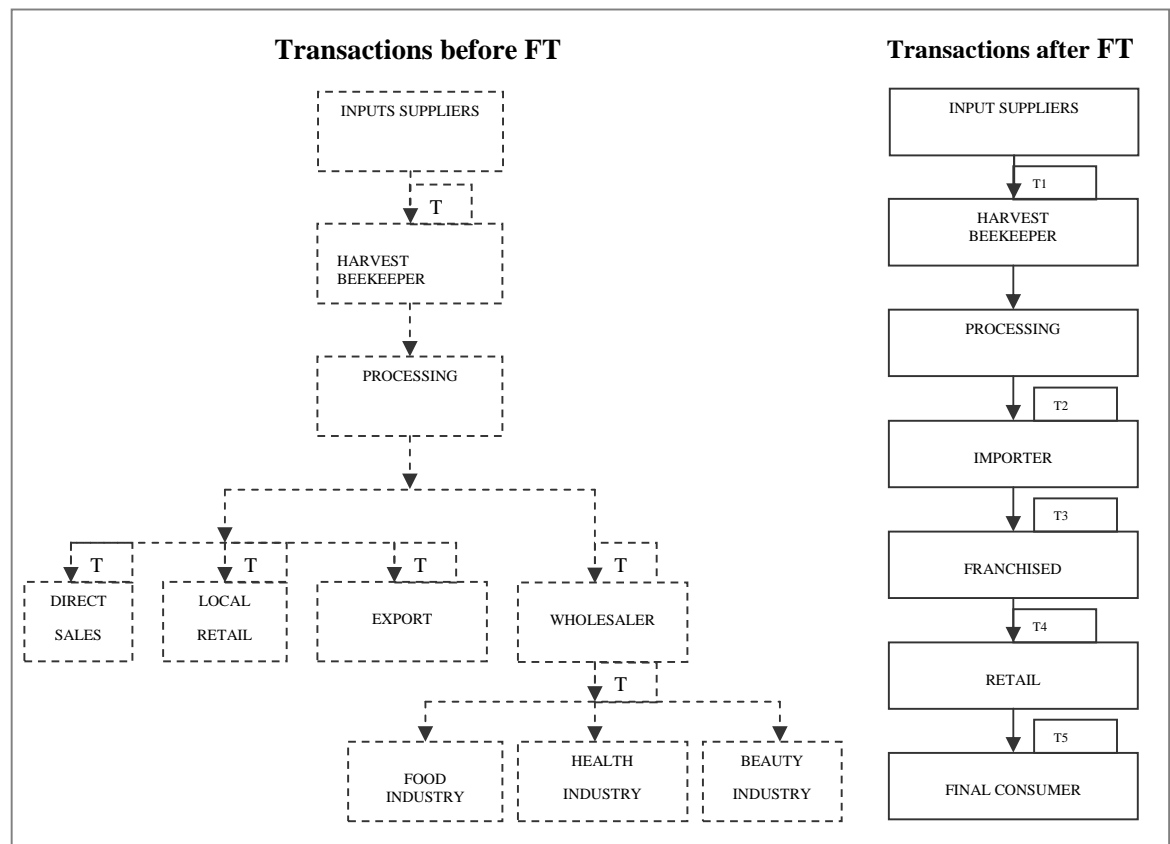 Transactions before FT
INPUTS SUPPLIERS
T
HARVEST
BEEKEEPER
PROCESSING
T
T
T
T
DIRECT
SALES
LOCAL
RETAIL
EXPORT
WHOLESALER
T
FOOD
INDUSTRY
HEALTH
INDUSTRY
BEAUTY
INDUSTRY
Transactions after FT
INPUT SUPPLIERS
T1
HARVEST
BEEKEEPER
PROCESSING
T2
IMPORTER
T3
FRANCHISED
T4
RETAIL
T5
FINAL CONSUMER